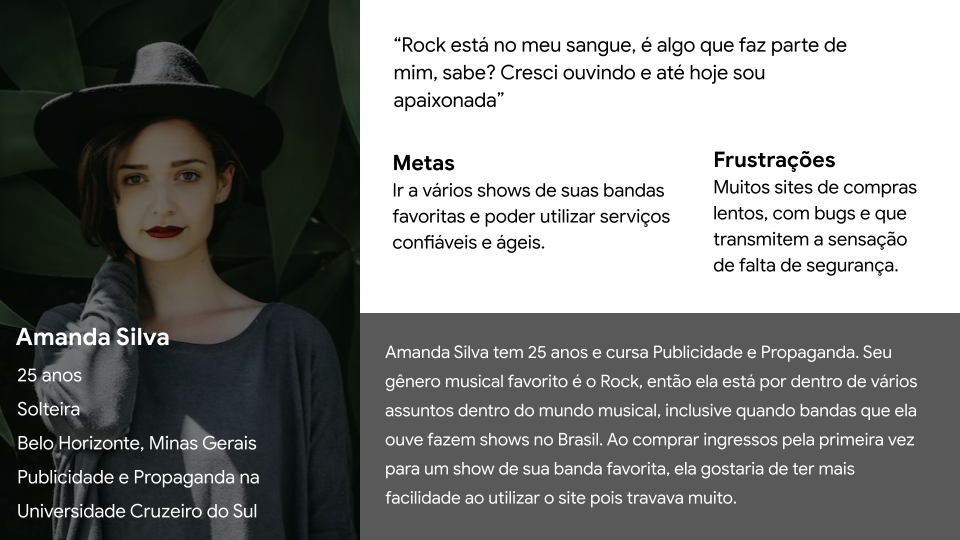 Amanda Silva
25 anos
Solteira
Belo Horizonte, Minas Gerais
Publicidade e Propaganda na
Universidade Cruzeiro do Sul
“Rock está no meu sangue, é algo que faz parte de
mim, sabe? Cresci ouvindo e até hoje sou
apaixonada”
Metas
Ir a vários shows de suas bandas
favoritas e poder utilizar serviços
confiáveis e ágeis.
Frustrações
Muitos sites de compras
lentos, com bugs e que
transmitem a sensação
de falta de segurança.
Amanda Silva tem 25 anos e cursa Publicidade e Propaganda. Seu
gênero musical favorito é o Rock, então ela está por dentro de vários
assuntos dentro do mundo musical, inclusive quando bandas que ela
ouve fazem shows no Brasil. Ao comprar ingressos pela primeira vez
para um show de sua banda favorita, ela gostaria de ter mais
facilidade ao utilizar o site pois travava muito.